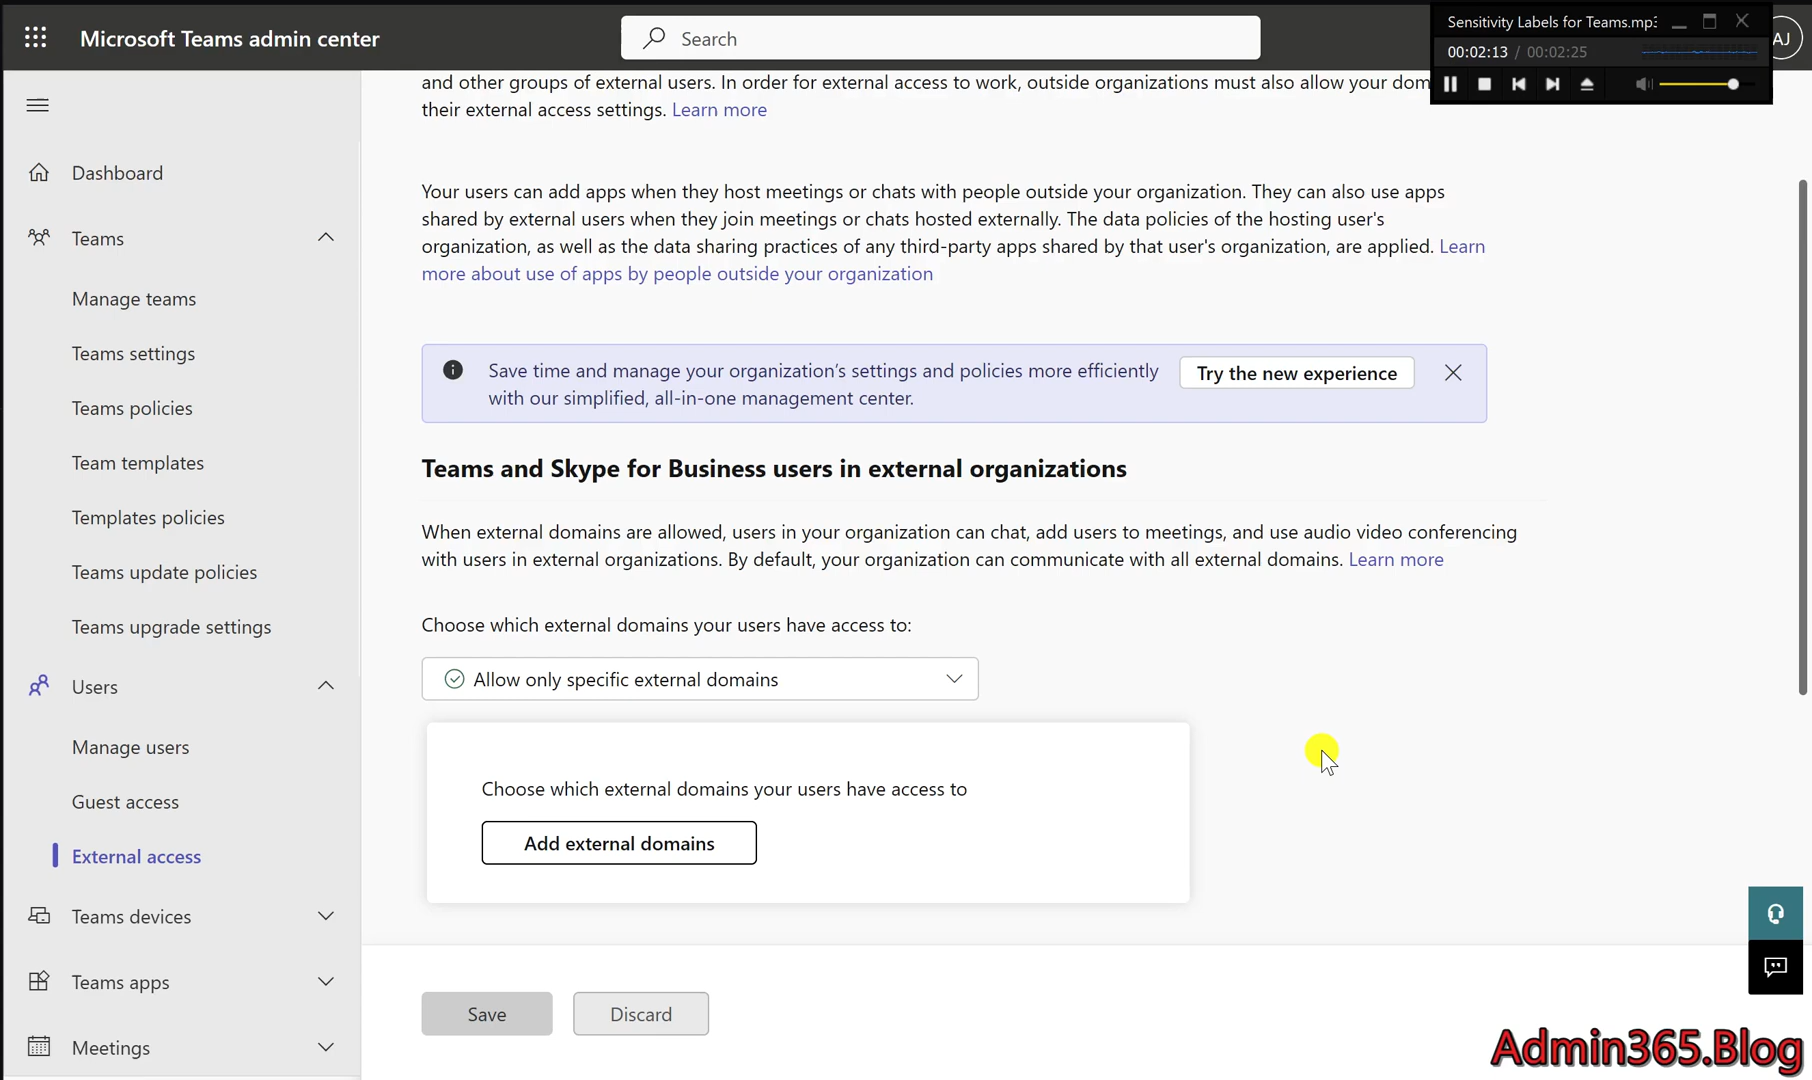 Microsoft Teams admin center
Search
Sensitivity Labels for Teams.mp3
00:02:13 / 00:02:25
AJ
and other groups of external users. In order for external access to work, outside organizations must also allow your dom
their external access settings. Learn more
Your users can add apps when they host meetings or chats with people outside your organization. They can also use apps
shared by external users when they join meetings or chats hosted externally. The data policies of the hosting user's
organization, as well as the data sharing practices of any third-party apps shared by that user's organization, are applied. Learn
more about use of apps by people outside your organization
Save time and manage your organization's settings and policies more efficiently
with our simplified, all-in-one management center.
Try the new experience
Teams and Skype for Business users in external organizations
When external domains are allowed, users in your organization can chat, add users to meetings, and use audio video conferencing
with users in external organizations. By default, your organization can communicate with all external domains. Learn more
Choose which external domains your users have access to:
Allow only specific external domains
Choose which external domains your users have access to
Add external domains
Save
Discard
Dashboard
Teams
Manage teams
Teams settings
Teams policies
Team templates
Templates policies
Teams update policies
Teams upgrade settings
Users
Manage users
Guest access
External access
Teams devices
Teams apps
Meetings
Admin365.Blog